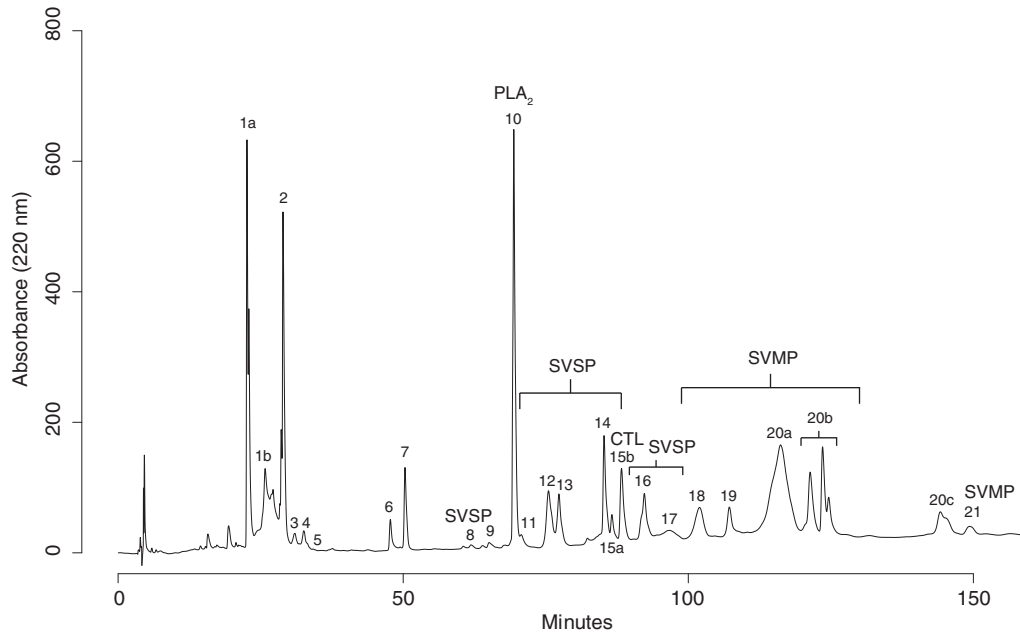 800
600
400
200
0
Absorbance (220 nm)
0
50
100
150
Minutes
1a
1b
2
3
4
5
6
7
SVSP
8
9
PLA₂
10
11
SVSP
12
13
14
CTL
15b
15a
SVSP
16
17
SVMP
18
19
20a
20b
20c
SVMP
21